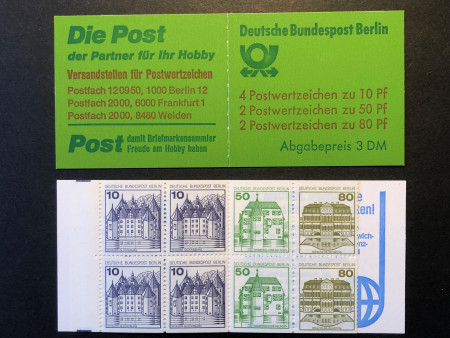 Die Post
der Partner für Ihr Hobby
Versandstellen für Postwertzeichen
Postfach 120950, 1000 Berlin 12
Postfach 2000, 6000 Frankfurt 1
Postfach 2000, 8480 Weiden
Post damit Briefmarkensammler
Freude am Hobby haben
Deutsche Bundespost Berlin
4 Postwertzeichen zu 10 Pf
2 Postwertzeichen zu 50 Pf
2 Postwertzeichen zu 80 Pf
Abgabepreis 3 DM
DEUTSCHE BUNDESPOST BERLIN
10
DEUTSCHE BUNDESPOST BERLIN
10
DEUTSCHE BUNDESPOST BERLIN
50
DEUTSCHE BUNDESPOST BERLIN
80
DEUTSCHE BUNDESPOST BERLIN
10
DEUTSCHE BUNDESPOST BERLIN
10
DEUTSCHE BUNDESPOST BERLIN
50
DEUTSCHE BUNDESPOST BERLIN
80